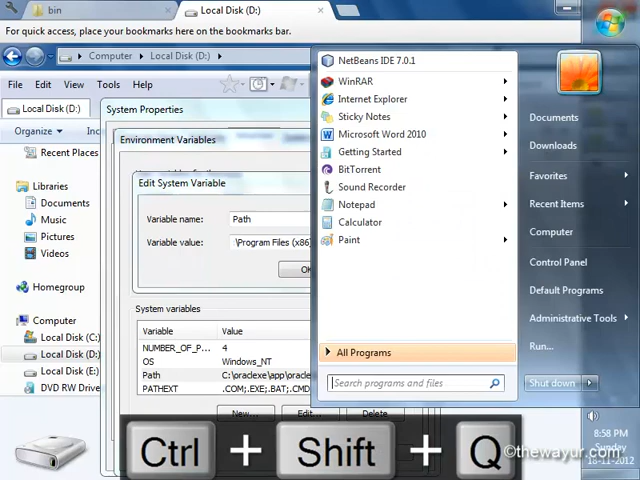 bin
Local Disk (D:)
For quick access, place your bookmarks here on the bookmarks bar.
Computer
Local Disk (D:)
File Edit View Tools Help
Local Disk (D:)
System Properties
Organize
Environment Variables
Recent Places
Edit System Variable
Libraries
Documents
Music
Pictures
Videos
Variable name: Path
Variable value: \Program Files (x86)
Homegroup
System variables
Computer
Local Disk (C:)
Local Disk (D:)
Local Disk (E:)
DVD RW Drive
Variable Value
NUMBER_OF_P... 4
OS Windows_NT
Path
PATHEXT .COM;.EXE;.BAT;.CMD
New... Edit... Delete
NetBeans IDE 7.0.1
WinRAR
Internet Explorer
Sticky Notes
Microsoft Word 2010
Getting Started
BitTorrent
Sound Recorder
Notepad
Calculator
Paint
All Programs
Search programs and files
Documents
Downloads
Favorites
Recent Items
Computer
Control Panel
Default Programs
Administrative Tools
Run...
Shut down
Ctrl + Shift + Q
©thewayur.com
8:58 PM
Sunday
18-11-2012